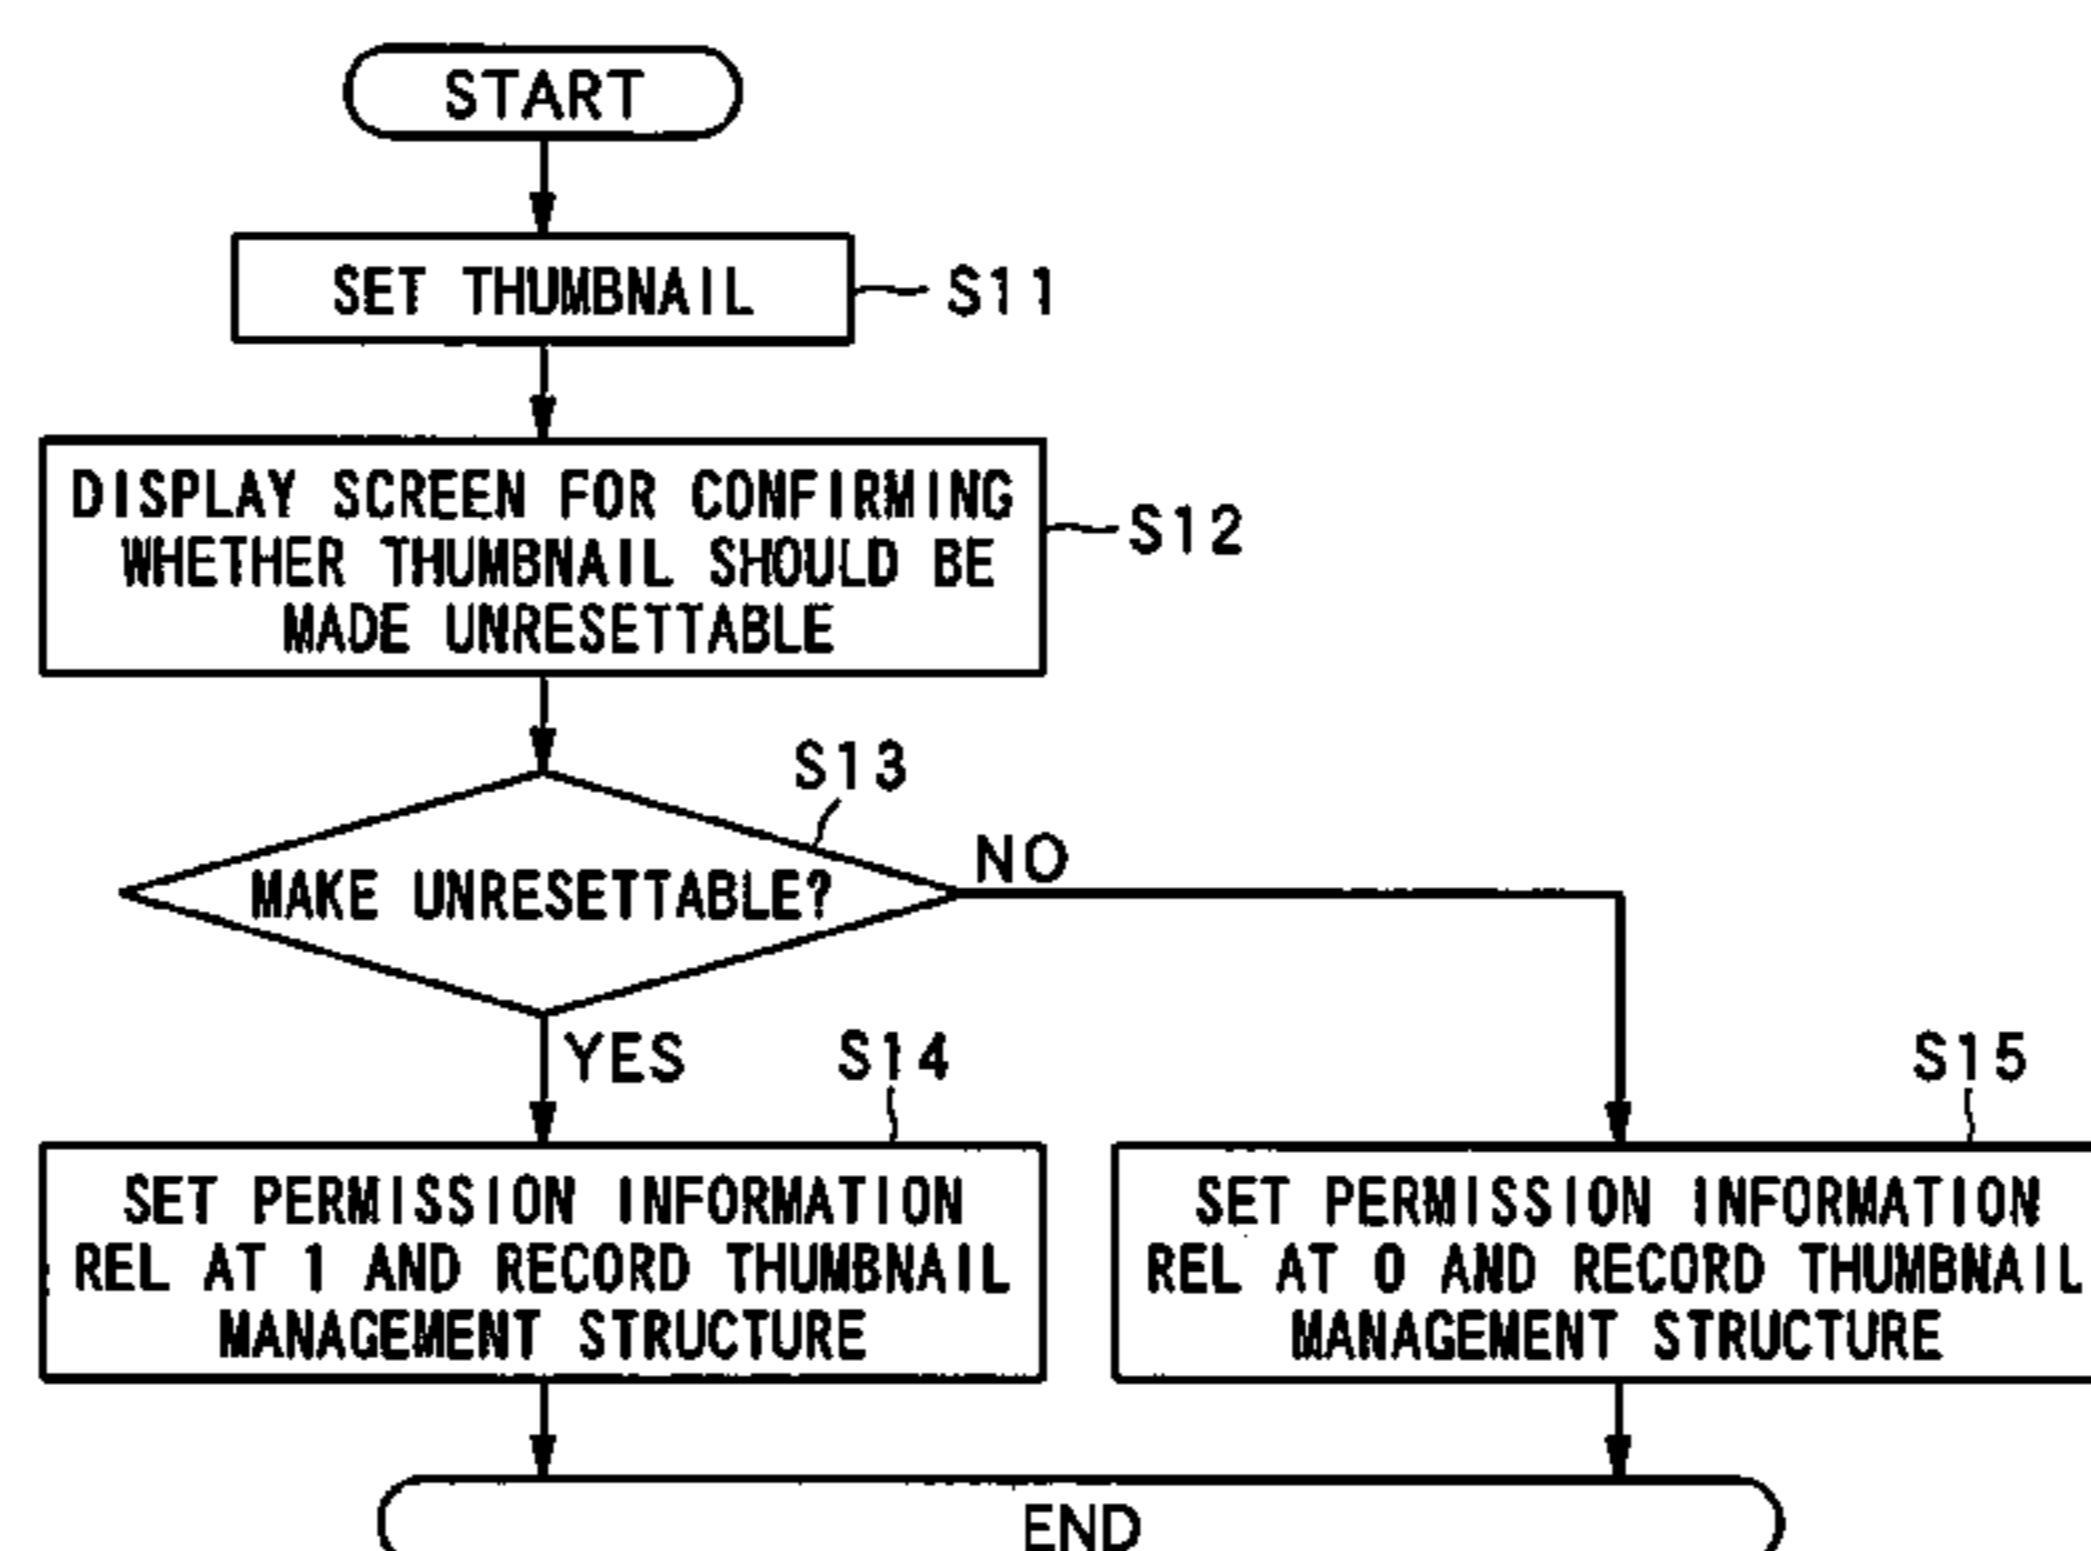 START
SET THUMBNAIL
S11
DISPLAY SCREEN FOR CONFIRMING
WHETHER THUMBNAIL SHOULD BE
MADE UNRESETTABLE
S12
S13
MAKE UNRESETTABLE?
NO
YES
S14
SET PERMISSION INFORMATION
REL AT 1 AND RECORD THUMBNAIL
MANAGEMENT STRUCTURE
S15
SET PERMISSION INFORMATION
REL AT 0 AND RECORD THUMBNAIL
MANAGEMENT STRUCTURE
END